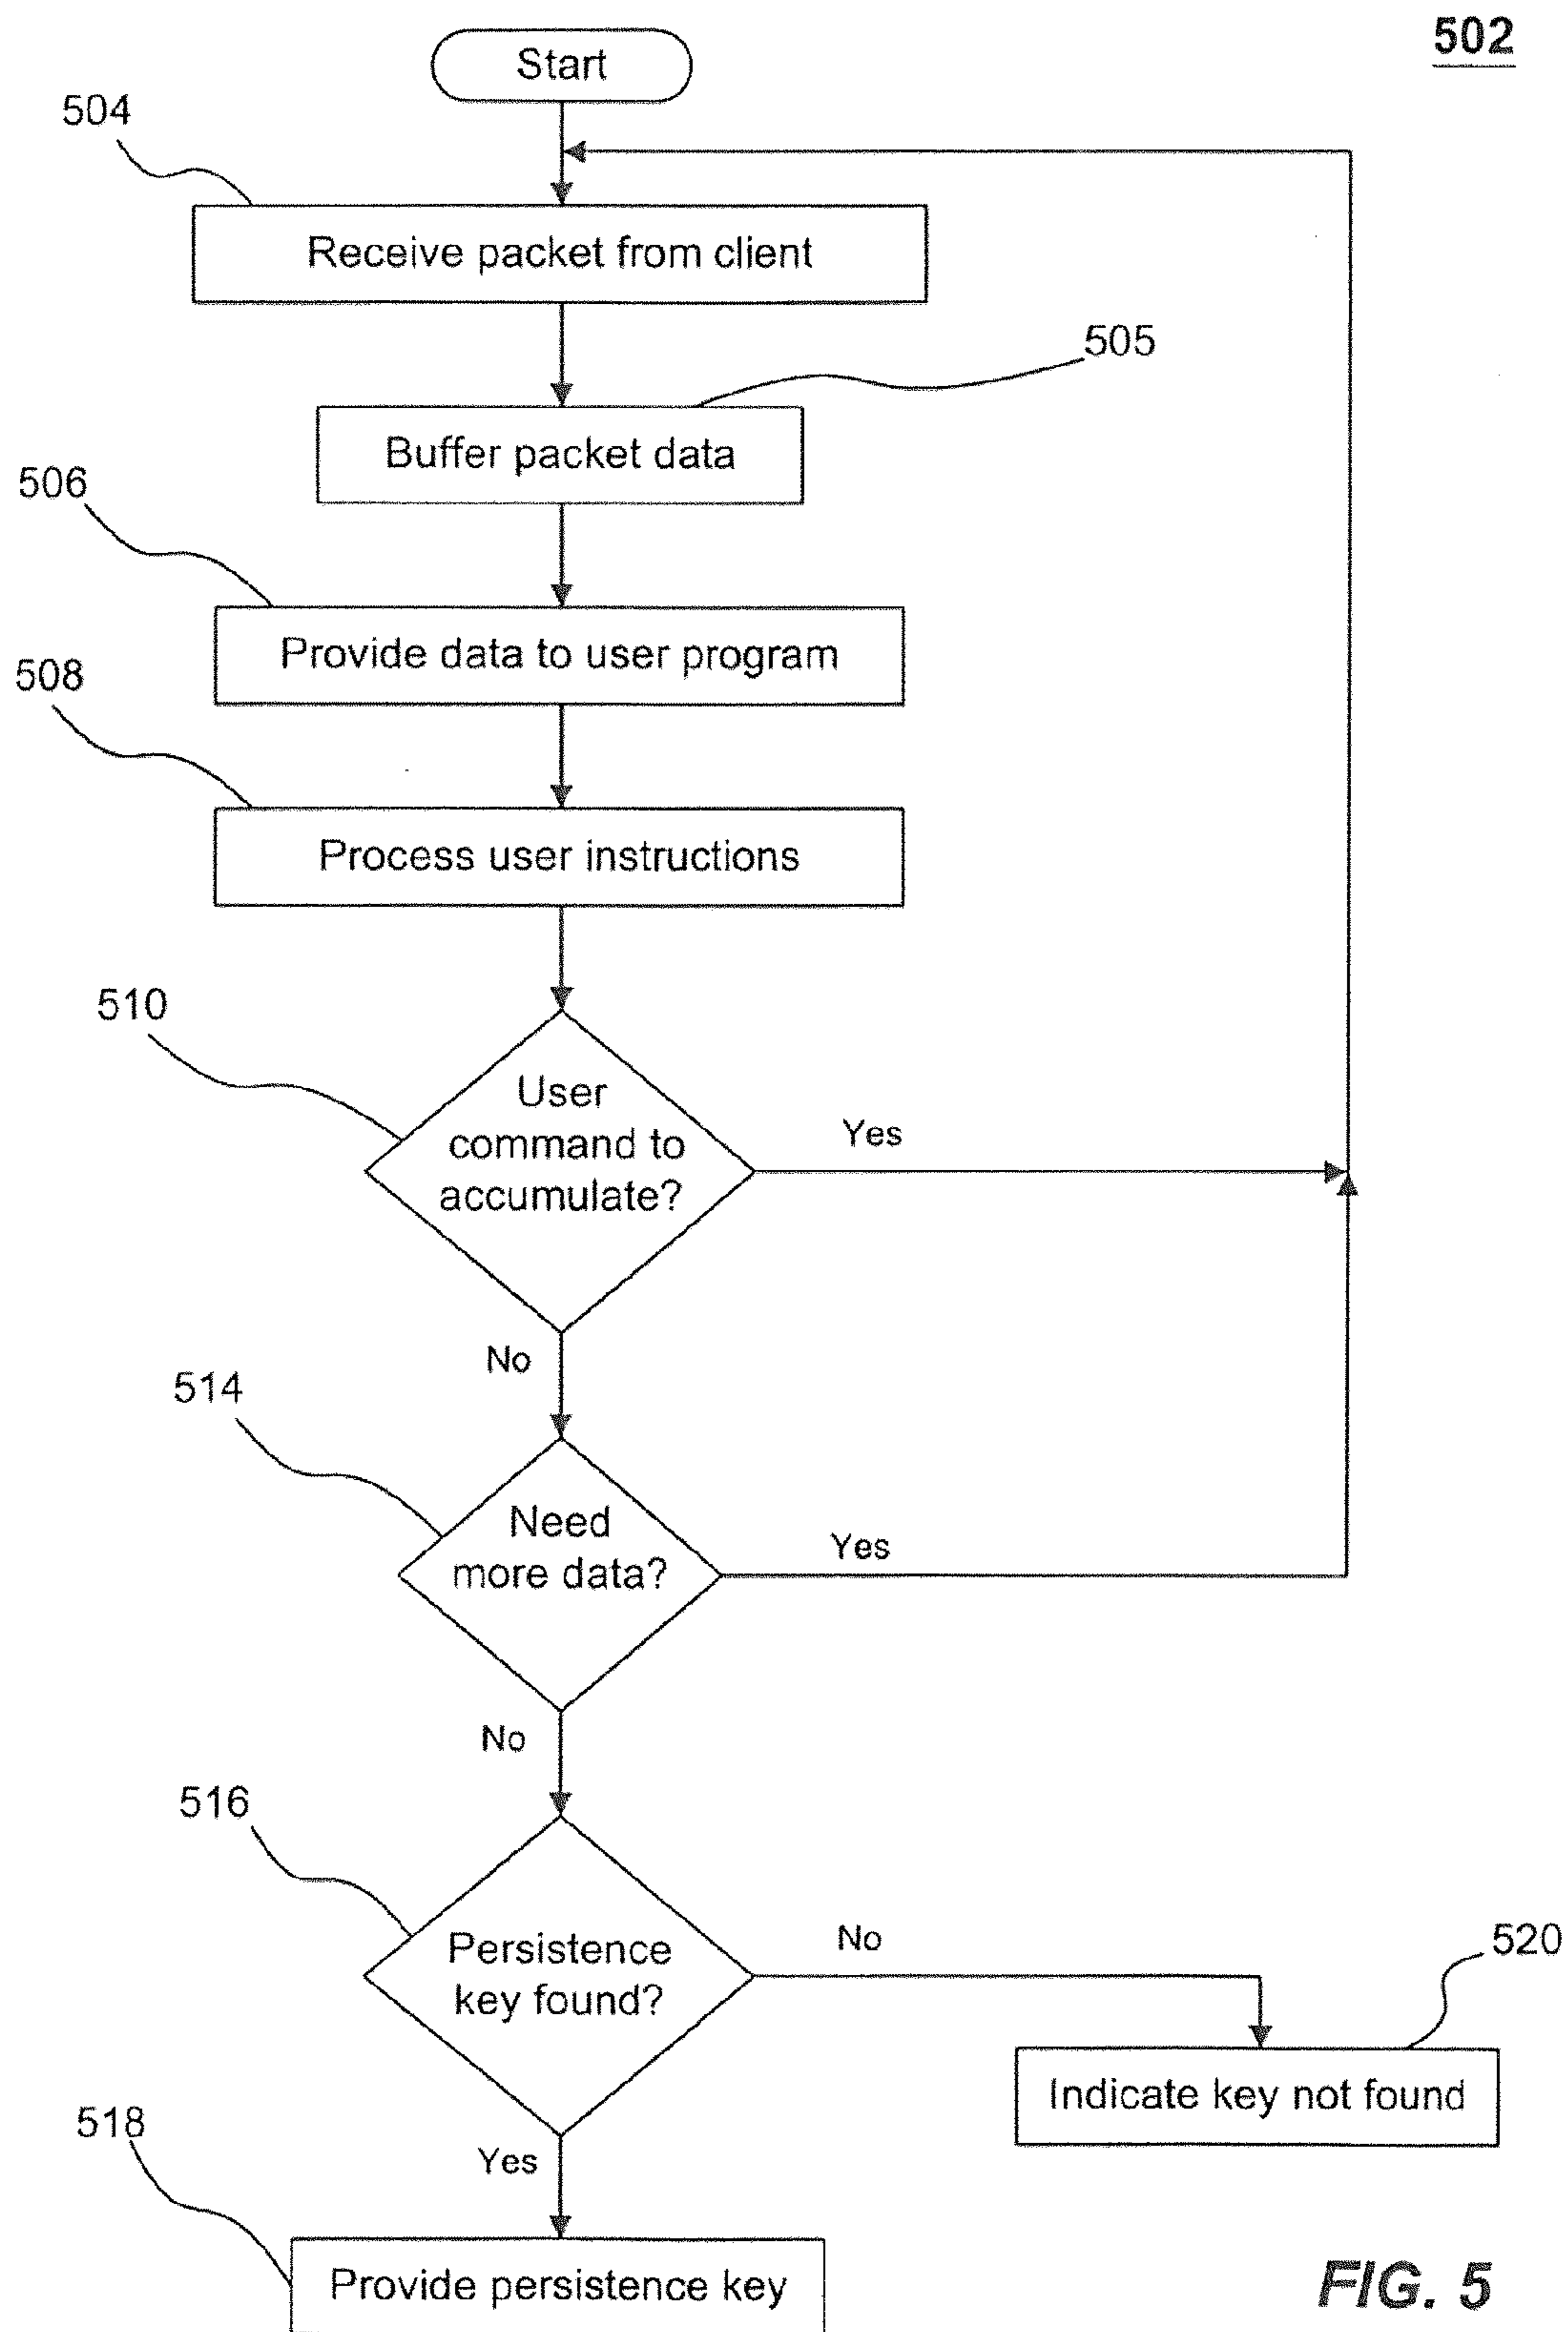 502
Start
504
Receive packet from client
505
Buffer packet data
506
Provide data to user program
508
Process user instructions
510
User
command to
accumulate?
Yes
No
514
Need
more data?
Yes
No
516
Persistence
key found?
No
520
Indicate key not found
Yes
518
Provide persistence key
FIG. 5